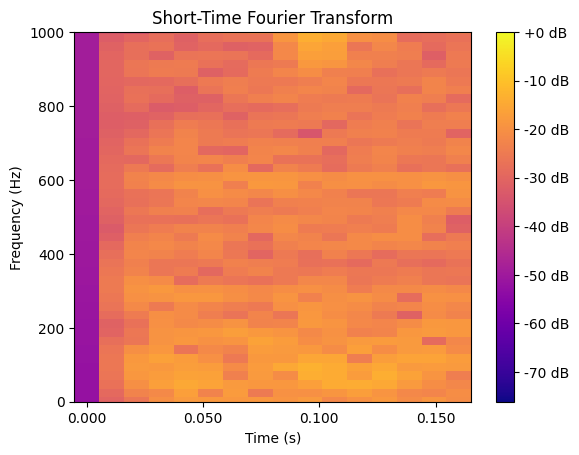 Short-Time Fourier Transform
Frequency (Hz)
1000
800
600
400
200
0
0.000
0.050
0.100
0.150
Time (s)
+0 dB
-10 dB
-20 dB
-30 dB
-40 dB
-50 dB
-60 dB
-70 dB